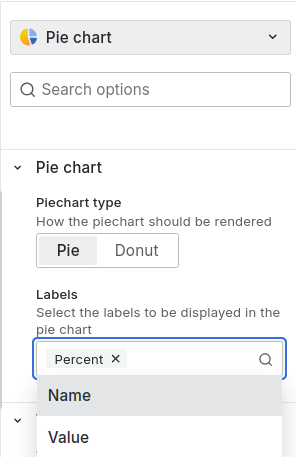 Pie chart
Search options
Pie chart
Piechart type
How the piechart should be rendered
Pie Donut
Labels
Select the labels to be displayed in the
pie chart
Percent
Name
Value